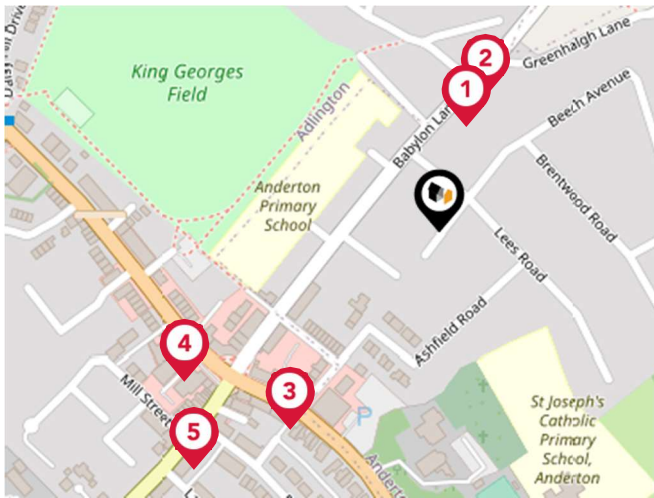 Greenhalgh Lane
2
1
King Georges
Field
Adlington
Babylon
Beech Avenue
Brentwood Road
Anderton
Primary
School
Lees Road
Ashfield Road
4
Mill Street
3
5
P
St Joseph's
Catholic
Primary
School,
Anderton